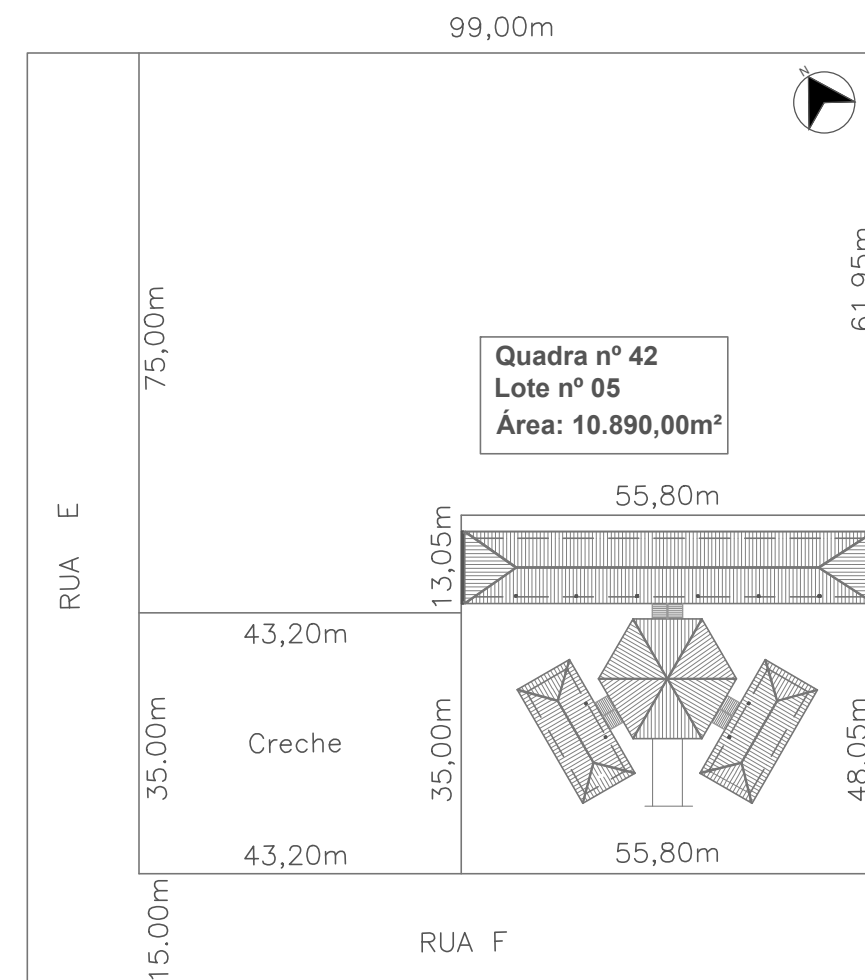 99,00m
N
61,95m
75,00m
Quadra nº 42
Lote nº 05
Área: 10.890,00m²
RUA E
55,80m
13,05m
43,20m
35.00m
Creche
35,00m
48.05m
43,20m
55,80m
15.00m
RUA F